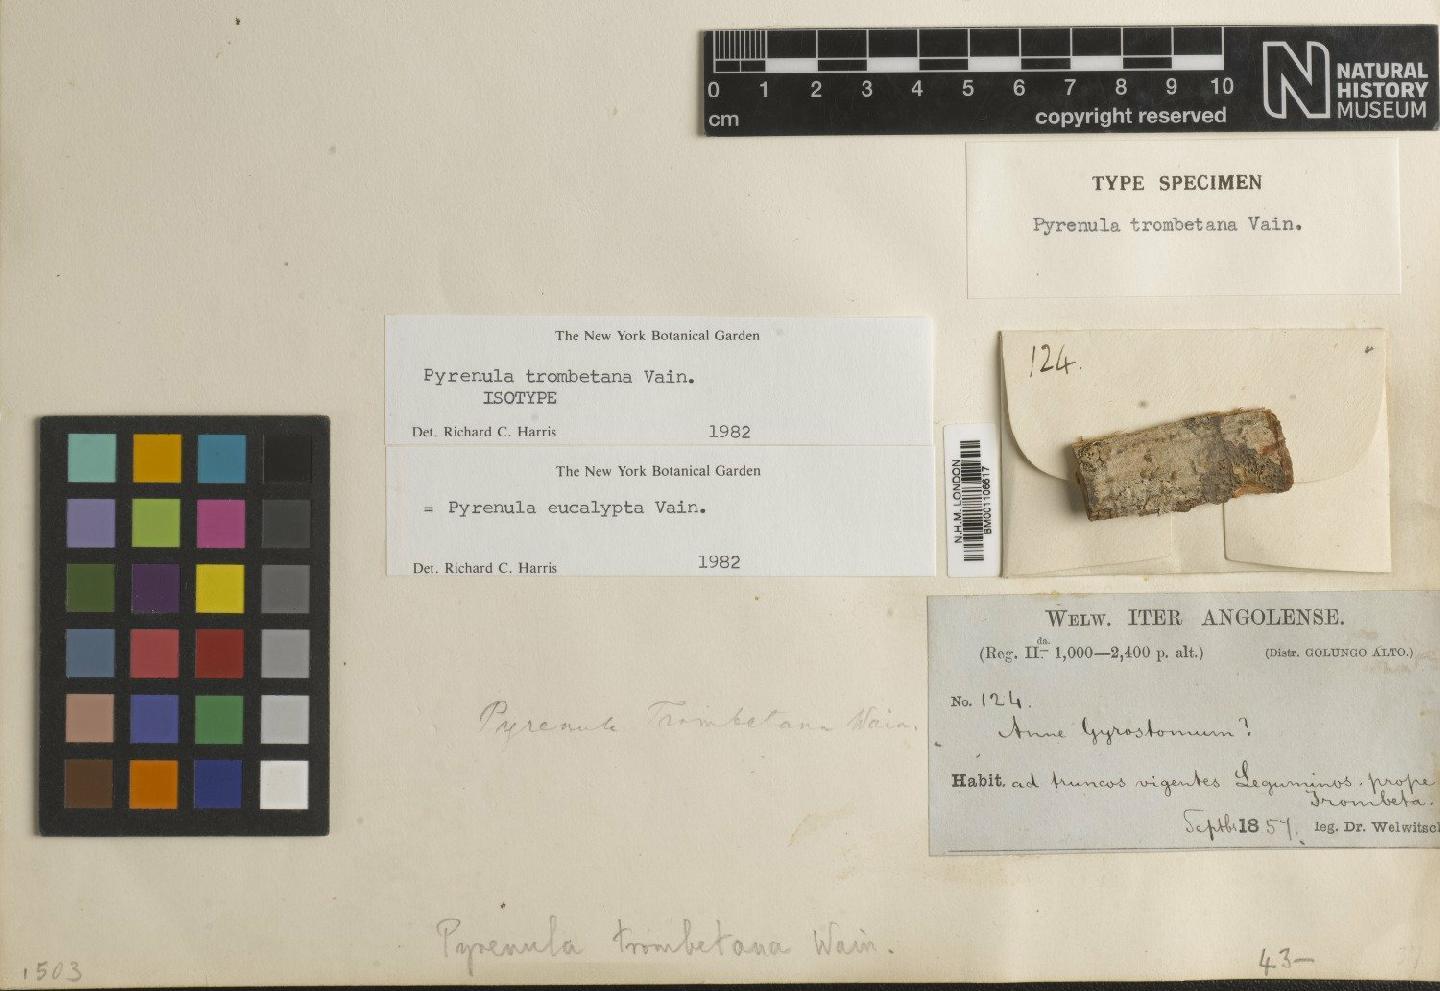 0 1 2 3 4 5 6 7 8 9 10
cm
copyright reserved
NATURAL
HISTORY
MUSEUM
TYPE SPECIMEN
Pyrenula trombetana Vain.
The New York Botanical Garden
Pyrenula trombetana Vain.
ISOTYPE
Det. Richard C. Harris 1982
The New York Botanical Garden
= Pyrenula eucalypta Vain.
Det. Richard C. Harris 1982
N.H.M. LONDON
BM001106617
124.
WELW. ITER ANGOLENSE.
(Reg. II da. 1,000—2,400 p. alt.) (Distr. GOLUNGO ALTO.)
No. 124.
Anne Gyrostomum?
Habit. ad truncos vigentes Leguminos. prope
Trombeta.
Septbr 1857. leg. Dr. Welwitsch
Pyrenula Trombetana Wain.
Pyrenula trombetana Wain.
1503
43—